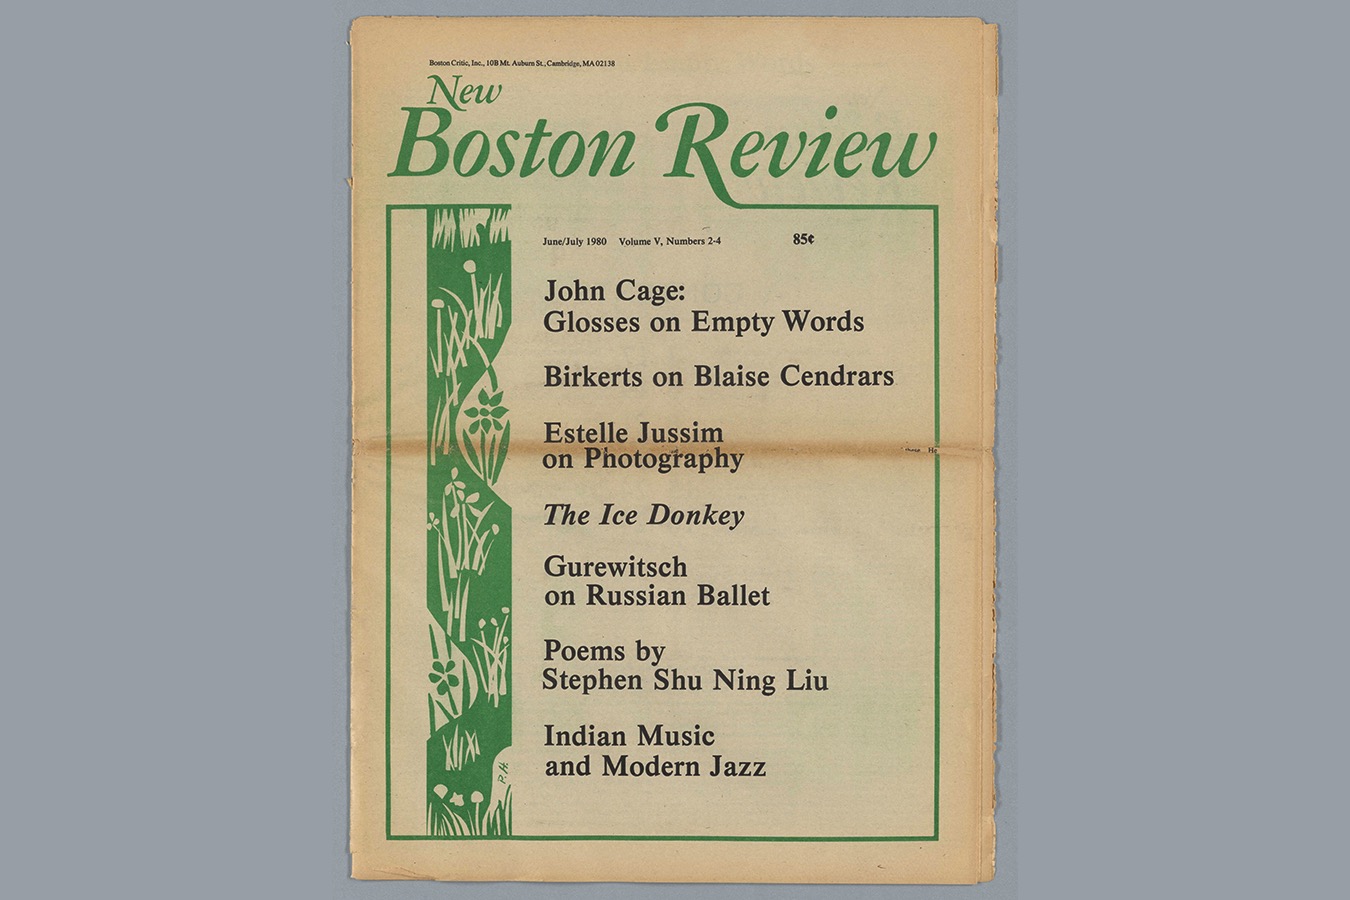 Boston Critic, Inc., 10B Mt. Auburn St., Cambridge, MA 02138
New
Boston Review
June/July 1980 Volume V, Numbers 2-4 85¢
John Cage:
Glosses on Empty Words
Birkerts on Blaise Cendrars
Estelle Jussim
on Photography
The Ice Donkey
Gurewitsch
on Russian Ballet
Poems by
Stephen Shu Ning Liu
Indian Music
and Modern Jazz
P.H.